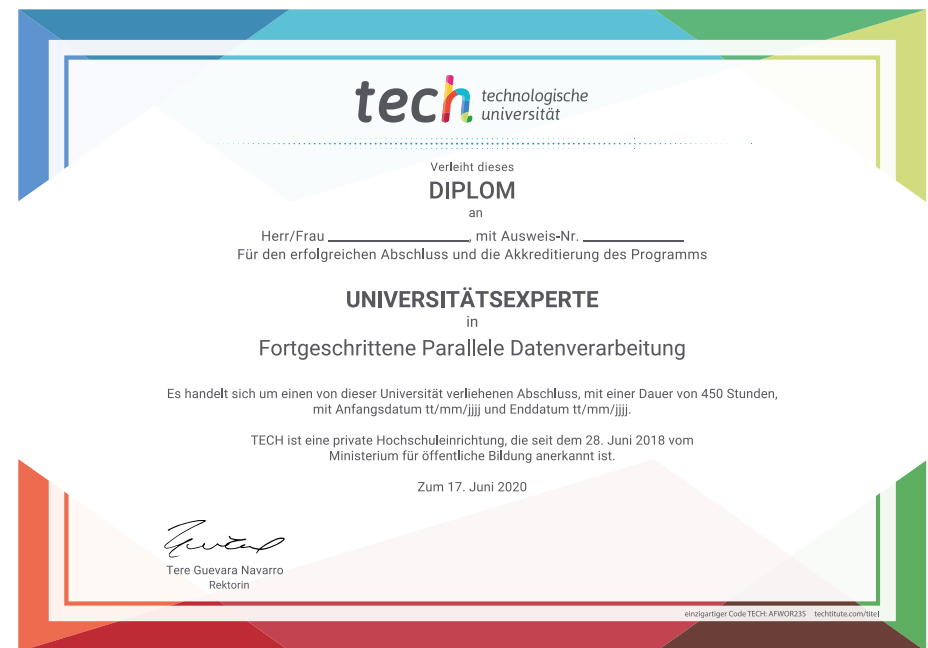 tech technologische
universität
Verleiht dieses
DIPLOM
an
Herr/Frau ____________________, mit Ausweis-Nr. ______________
Für den erfolgreichen Abschluss und die Akkreditierung des Programms
UNIVERSITÄTSEXPERTE
in
Fortgeschrittene Parallele Datenverarbeitung
Es handelt sich um einen von dieser Universität verliehenen Abschluss, mit einer Dauer von 450 Stunden,
mit Anfangsdatum tt/mm/jjjj und Enddatum tt/mm/jjjj.
TECH ist eine private Hochschuleinrichtung, die seit dem 28. Juni 2018 vom
Ministerium für öffentliche Bildung anerkannt ist.
Zum 17. Juni 2020
Tere Guevara Navarro
Rektorin
einzigartiger Code TECH: AFWOR23S techtitute.com/titel